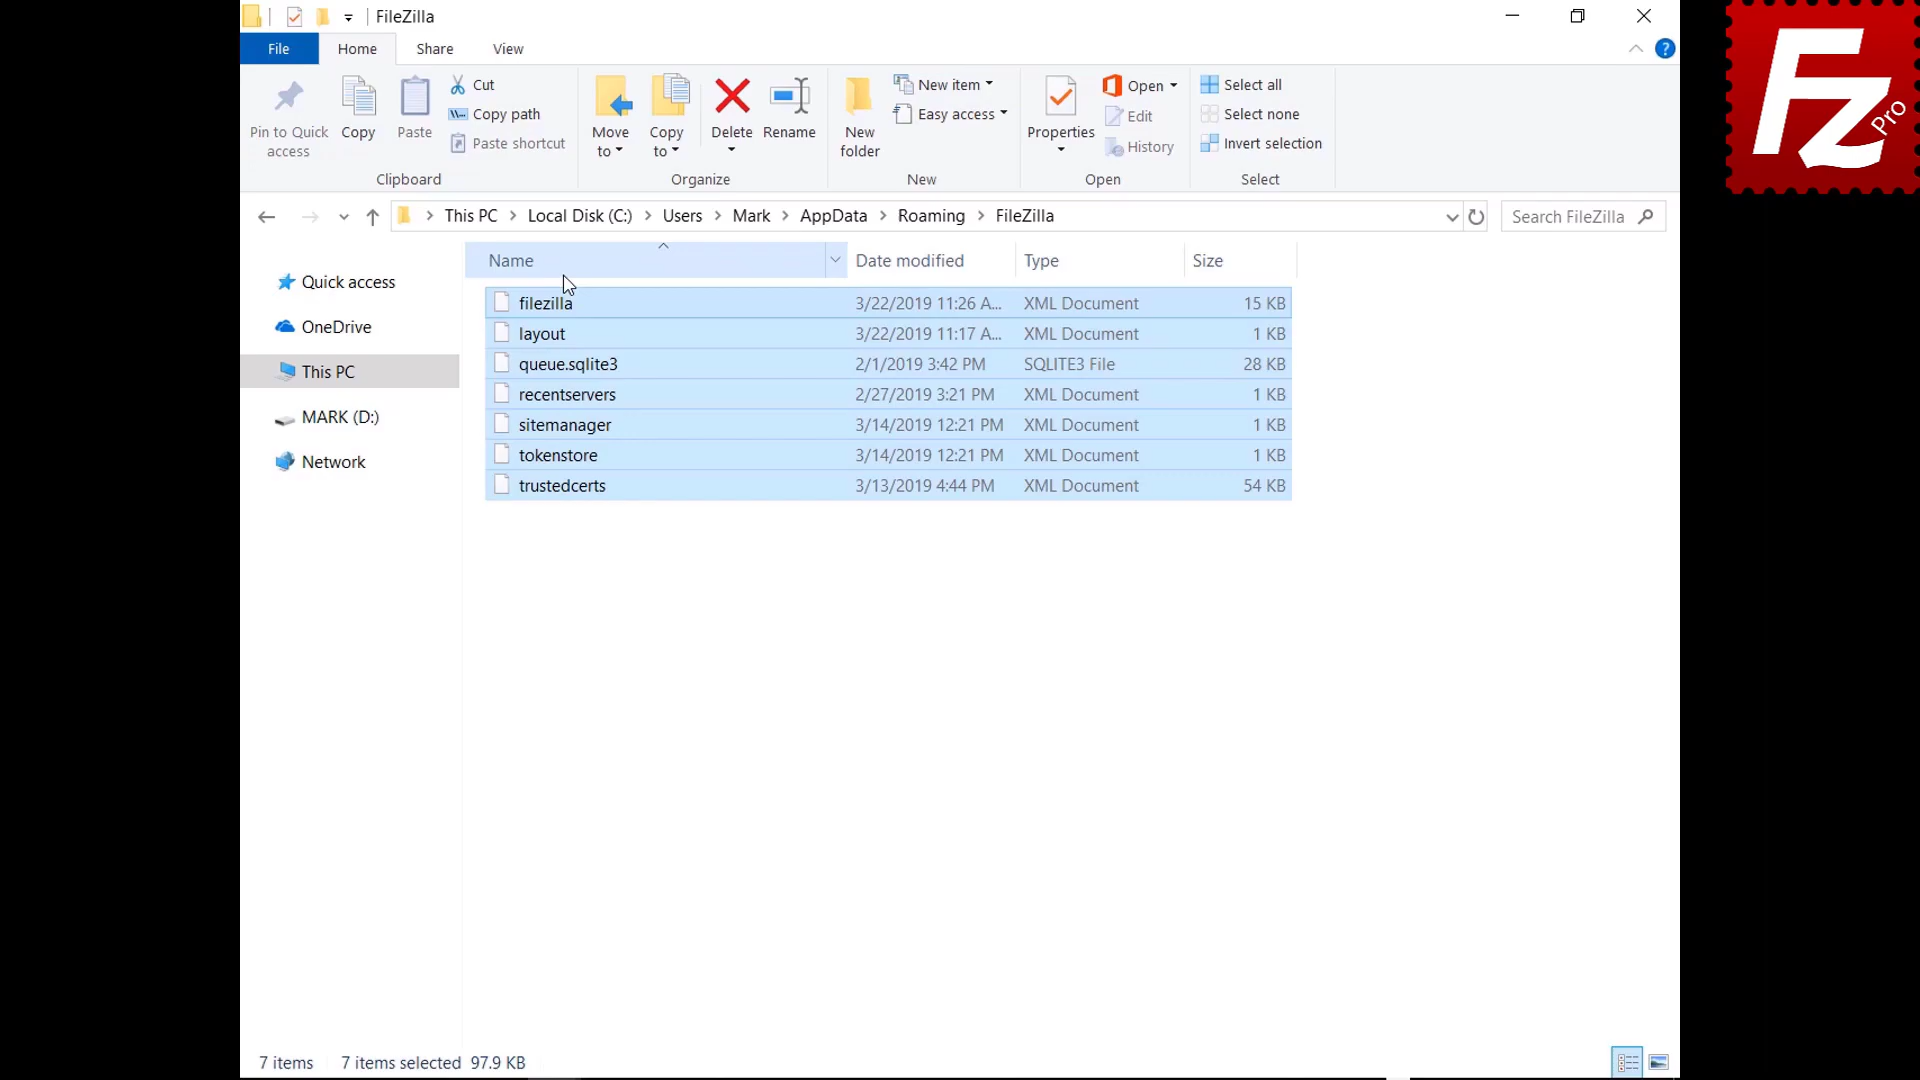 FileZilla
File Home Share View
Pin to Quick access
Copy
Paste
Cut
Copy path
Paste shortcut
Clipboard
Move to
Copy to
Delete
Rename
Organize
New folder
New item
Easy access
New
Properties
Open
Edit
History
Open
Select all
Select none
Invert selection
Select
This PC > Local Disk (C:) > Users > Mark > AppData > Roaming > FileZilla
Search FileZilla
Quick access
OneDrive
This PC
MARK (D:)
Network
Name Date modified Type Size
filezilla 3/22/2019 11:26 A... XML Document 15 KB
layout 3/22/2019 11:17 A... XML Document 1 KB
queue.sqlite3 2/1/2019 3:42 PM SQLITE3 File 28 KB
recentservers 2/27/2019 3:21 PM XML Document 1 KB
sitemanager 3/14/2019 12:21 PM XML Document 1 KB
tokenstore 3/14/2019 12:21 PM XML Document 1 KB
trustedcerts 3/13/2019 4:44 PM XML Document 54 KB
7 items 7 items selected 97.9 KB
Fz Pro